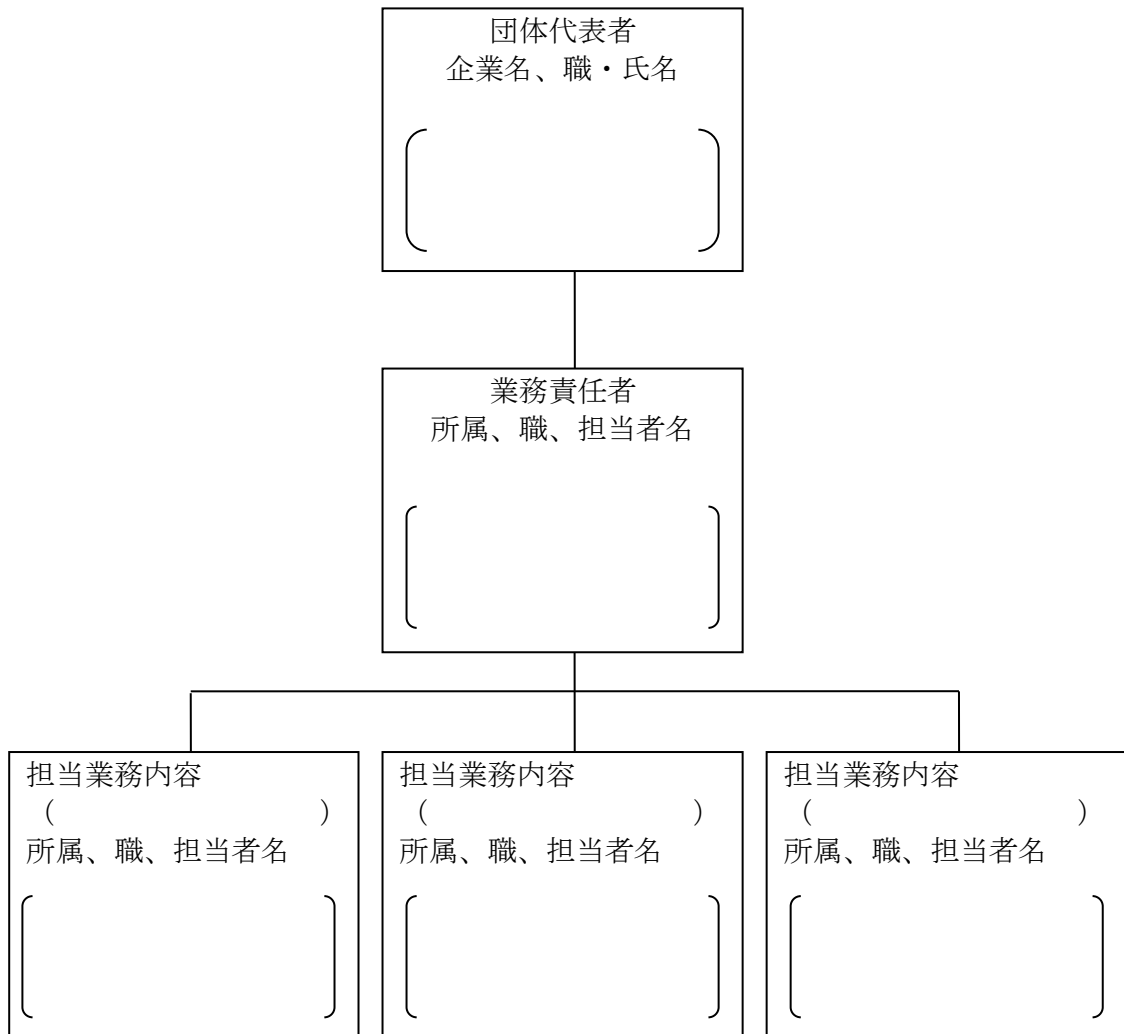 団体代表者
企業名、職・氏名
業務責任者
所属、職、担当者名
担当業務内容
（　　　　　　　　　）
所属、職、担当者名
担当業務内容
（　　　　　　　　　）
所属、職、担当者名
担当業務内容
（　　　　　　　　　）
所属、職、担当者名